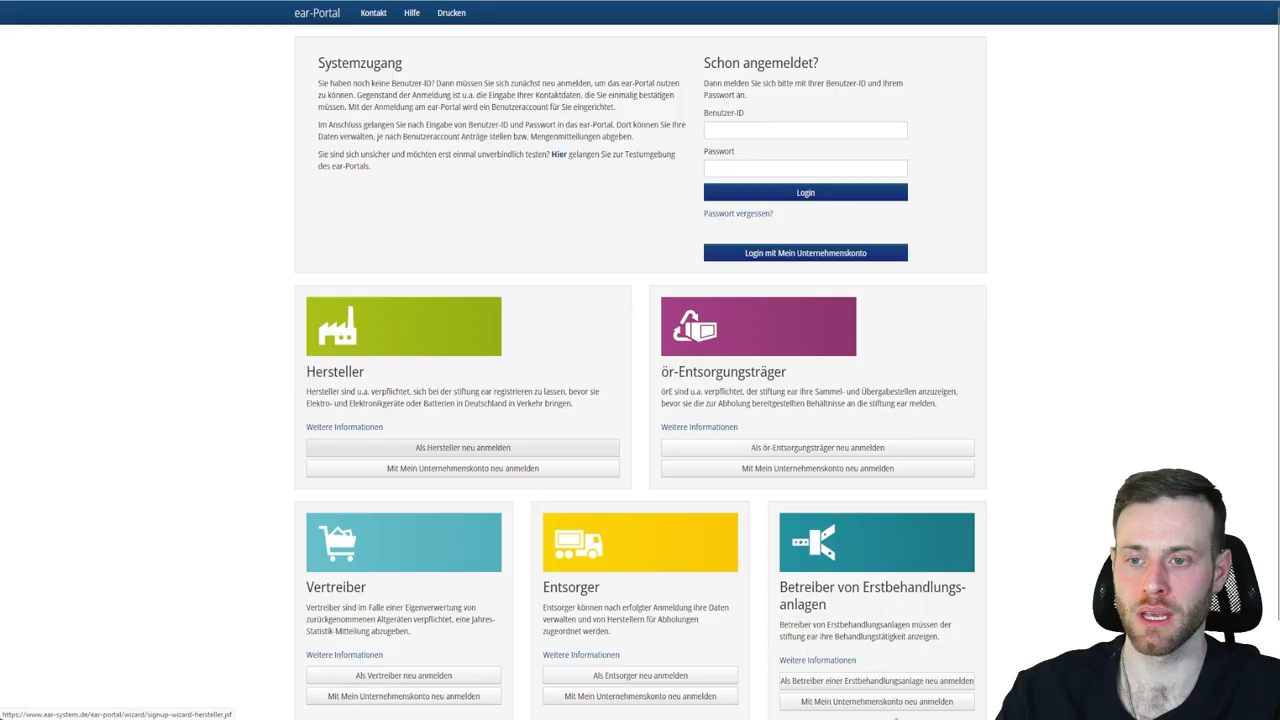 ear-Portal Kontakt Hilfe Drucken
Systemzugang
Sie haben noch keine Benutzer-ID? Dann müssen Sie sich zunächst neu anmelden, um das ear-Portal nutzen
zu können. Gegenstand der Anmeldung ist u.a. die Eingabe Ihrer Kontaktdaten, die Sie einmalig bestätigen
müssen. Mit der Anmeldung am ear-Portal wird ein Benutzeraccount für Sie eingerichtet.
Im Anschluss gelangen Sie nach Eingabe von Benutzer-ID und Passwort in das ear-Portal. Dort können Sie Ihre
Daten verwalten, je nach Benutzeraccount Anträge stellen bzw. Mengenmitteilungen abgeben.
Sie sind sich unsicher und möchten erst einmal unverbindlich testen? Hier gelangen Sie zur Testumgebung
des ear-Portals.
Schon angemeldet?
Dann melden Sie sich bitte mit Ihrer Benutzer-ID und Ihrem
Passwort an.
Benutzer-ID
Passwort
Login
Passwort vergessen?
Login mit Mein Unternehmenskonto
Hersteller
Hersteller sind u.a. verpflichtet, sich bei der stiftung ear registrieren zu lassen, bevor sie
Elektro- und Elektronikgeräte oder Batterien in Deutschland in Verkehr bringen.
Weitere Informationen
Als Hersteller neu anmelden
Mit Mein Unternehmenskonto neu anmelden
ör-Entsorgungsträger
örE sind u.a. verpflichtet, der stiftung ear ihre Sammel- und Übergabestellen anzuzeigen,
bevor sie die zur Abholung bereitgestellten Behältnisse an die stiftung ear melden.
Weitere Informationen
Als ör-Entsorgungsträger neu anmelden
Mit Mein Unternehmenskonto neu anmelden
Vertreiber
Vertreiber sind im Falle einer Eigenverwertung von
zurückgenommenen Altgeräten verpflichtet, eine Jahres-
Statistik-Mitteilung abzugeben.
Weitere Informationen
Als Vertreiber neu anmelden
Mit Mein Unternehmenskonto neu anmelden
Entsorger
Entsorger können nach erfolgter Anmeldung ihre Daten
verwalten und von Herstellern für Abholungen
zugeordnet werden.
Weitere Informationen
Als Entsorger neu anmelden
Mit Mein Unternehmenskonto neu anmelden
Betreiber von Erstbehandlungs-
anlagen
Betreiber von Erstbehandlungsanlagen müssen der
stiftung ear ihre Behandlungstätigkeit anzeigen.
Weitere Informationen
Als Betreiber einer Erstbehandlungsanlage neu anmelden
Mit Mein Unternehmenskonto neu anmelden
https://www.ear-system.de/ear-portal/wizard/signup-wizard-hersteller.jsf